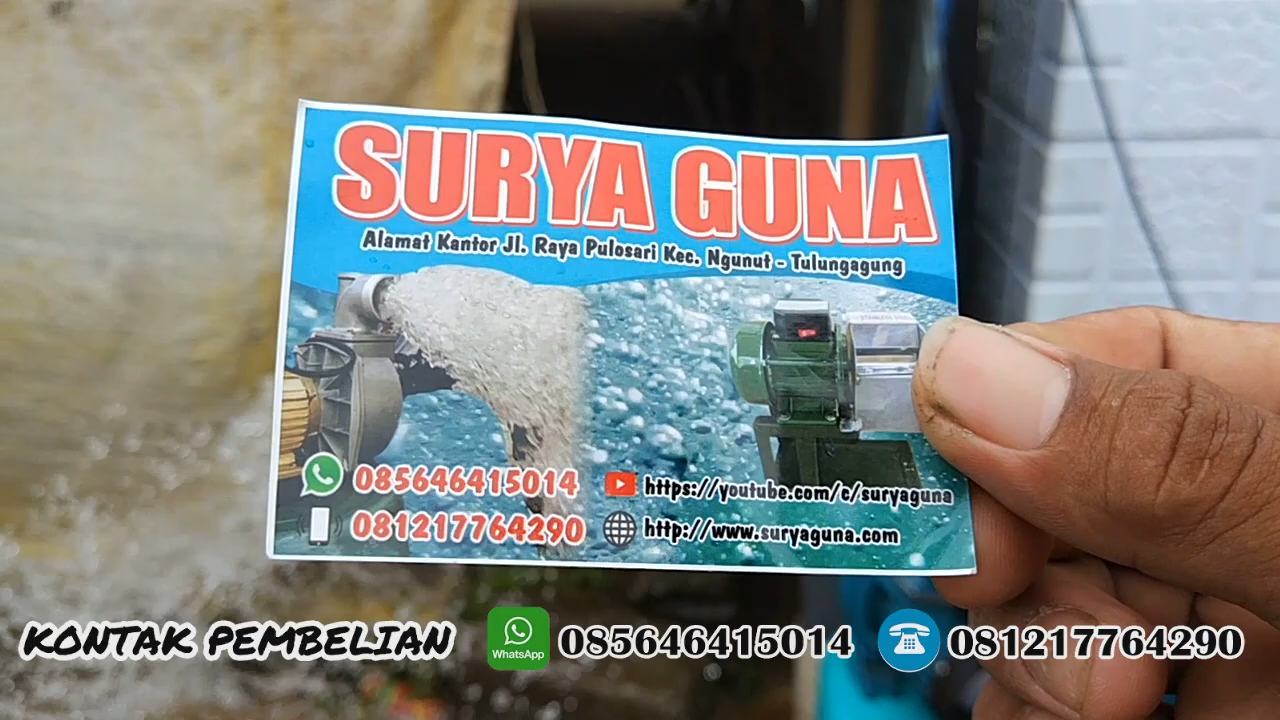 SURYA GUNA
Alamat Kantor Jl. Raya Pulosari Kec. Ngunut - Tulungagung
085646415014
https://youtube.com/c/suryaguna
081217764290
http://www.suryaguna.com
KONTAK PEMBELIAN
WhatsApp
085646415014
081217764290